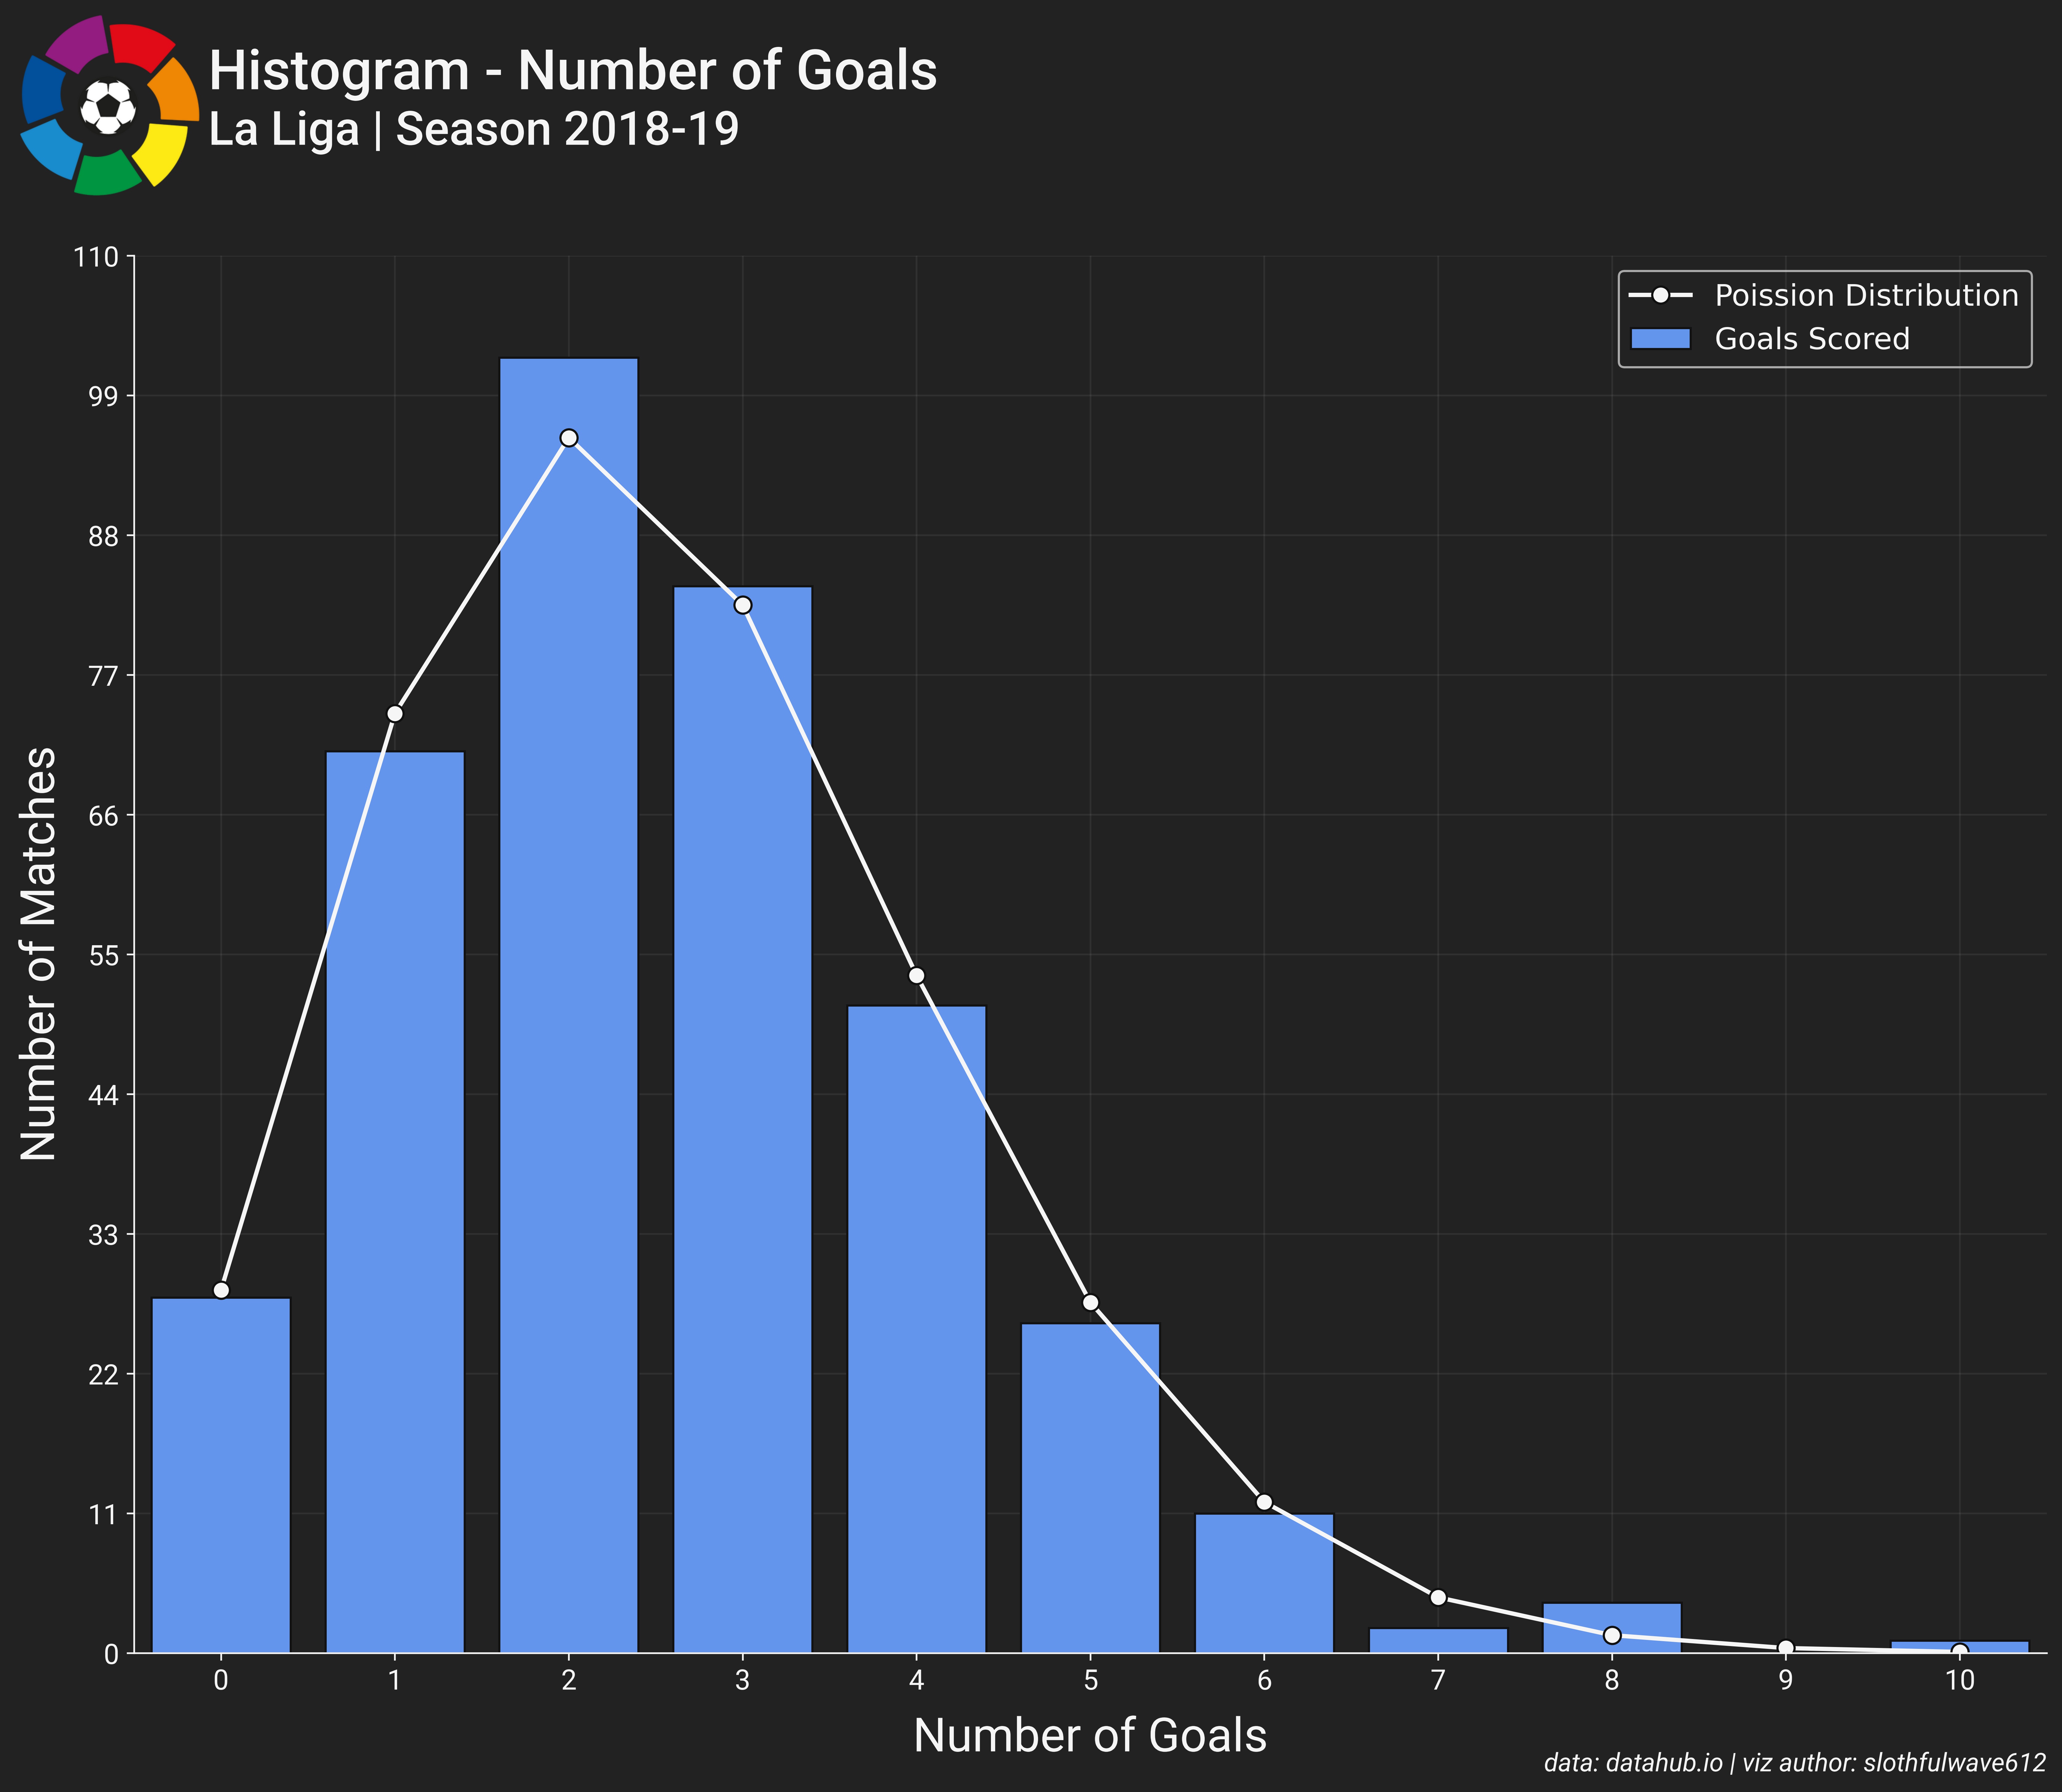 Histogram - Number of Goals
La Liga | Season 2018-19
Poission Distribution
Goals Scored
Number of Matches
110
99
88
77
66
55
44
33
22
11
0
0 1 2 3 4 5 6 7 8 9 10
Number of Goals
data: datahub.io | viz author: slothfulwave612